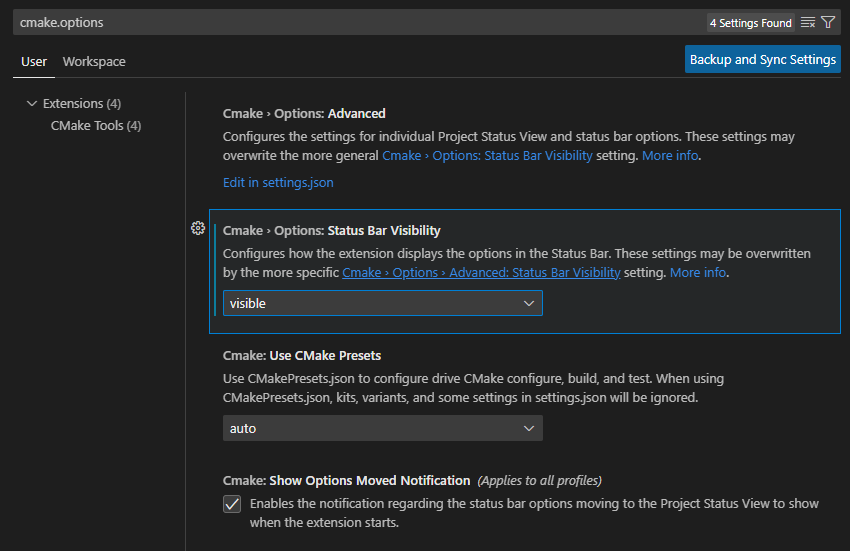 cmake.options
4 Settings Found
User
Workspace
Backup and Sync Settings
Extensions (4)
CMake Tools (4)
Cmake › Options: Advanced
Configures the settings for individual Project Status View and status bar options. These settings may
overwrite the more general Cmake › Options: Status Bar Visibility setting. More info.
Edit in settings.json
Cmake › Options: Status Bar Visibility
Configures how the extension displays the options in the Status Bar. These settings may be overwritten
by the more specific Cmake › Options › Advanced: Status Bar Visibility setting. More info.
visible
Cmake: Use CMake Presets
Use CMakePresets.json to configure drive CMake configure, build, and test. When using
CMakePresets.json, kits, variants, and some settings in settings.json will be ignored.
auto
Cmake: Show Options Moved Notification (Applies to all profiles)
Enables the notification regarding the status bar options moving to the Project Status View to show
when the extension starts.